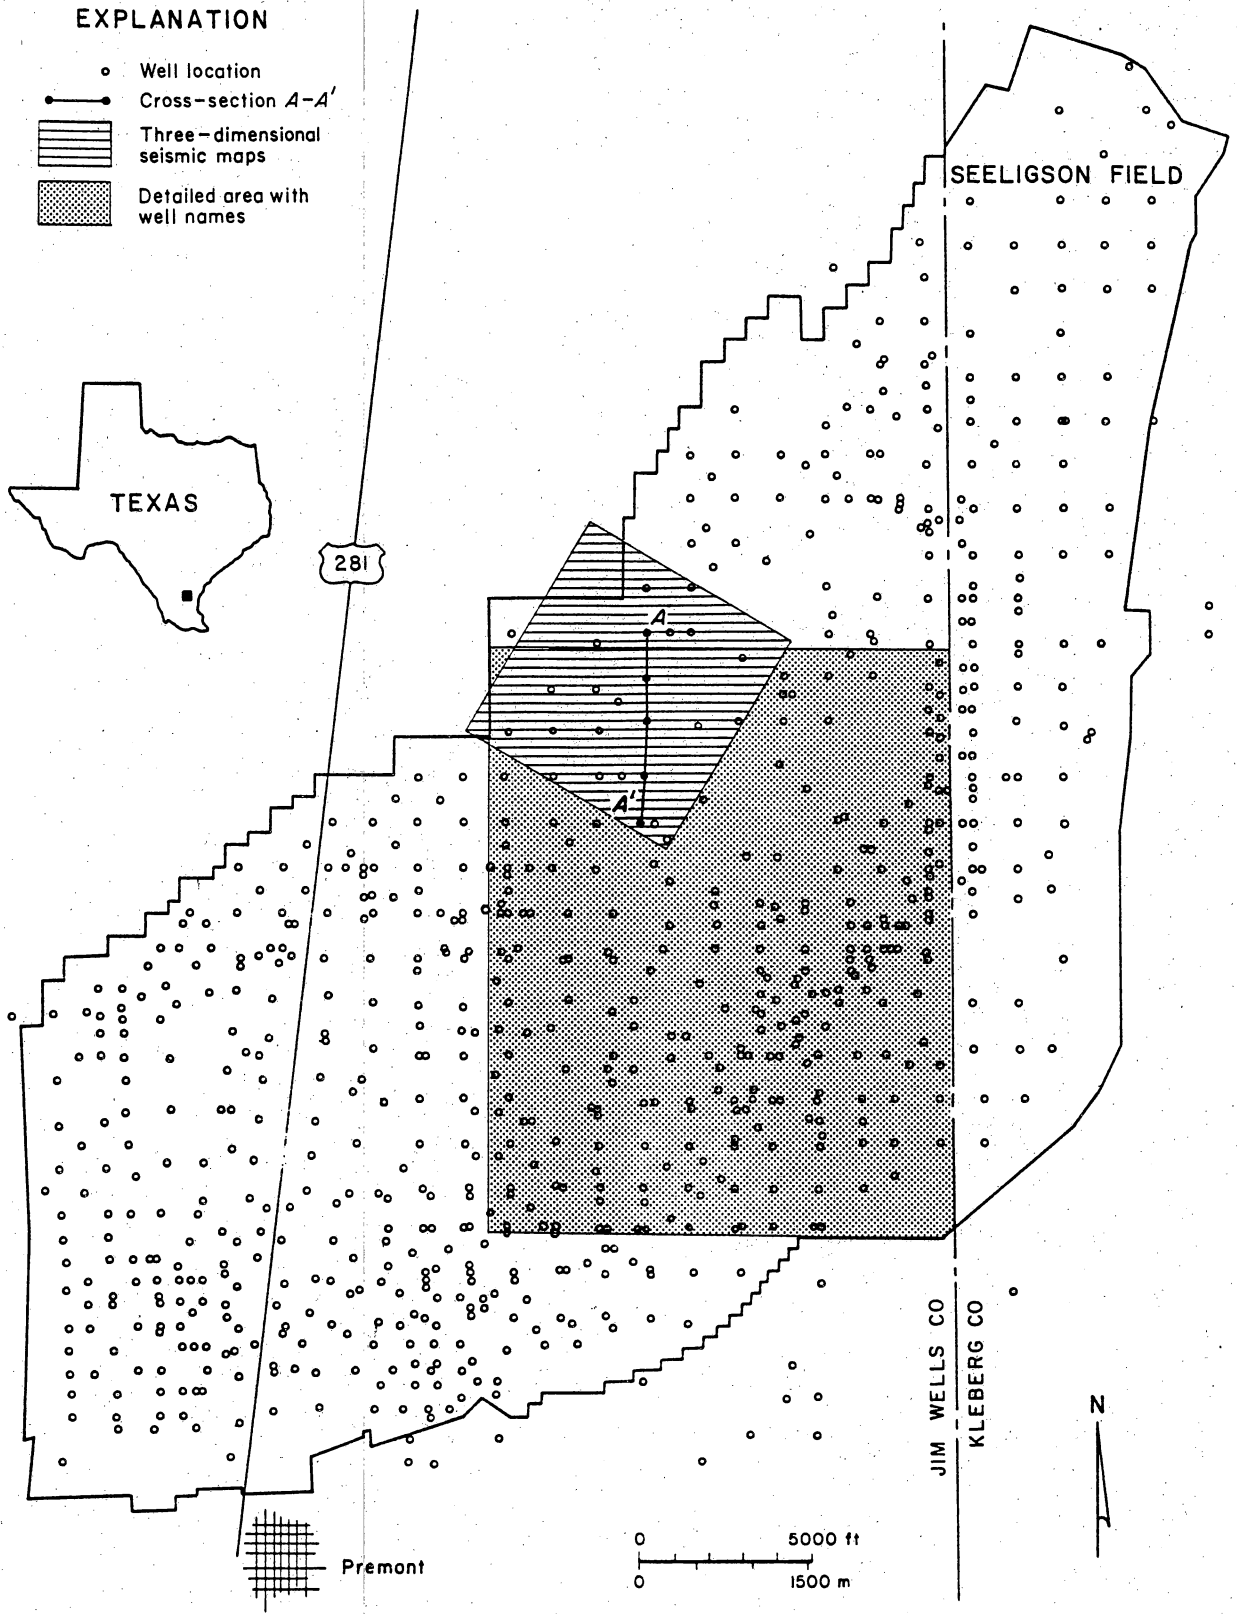 EXPLANATION
Well location
Cross-section A-A'
Three-dimensional
seismic maps
Detailed area with
well names
SEELIGSON FIELD
TEXAS
281
A
A'
JIM WELLS CO
KLEBERG CO
N
0 5000 ft
0 1500 m
Premont